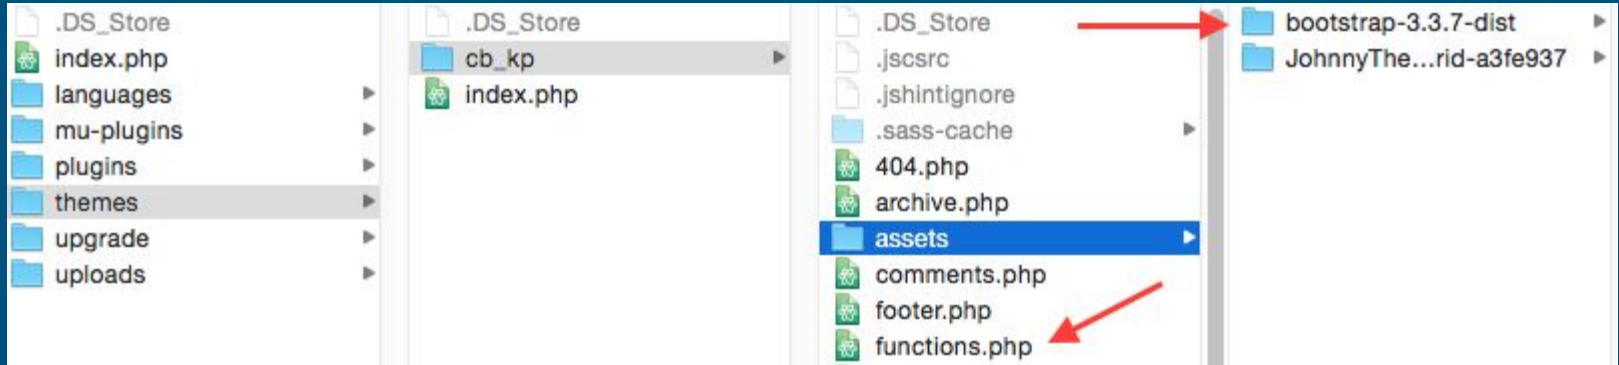 .DS_Store
index.php
languages
mu-plugins
plugins
themes
upgrade
uploads
.DS_Store
cb_kp
index.php
.DS_Store
.jscsrc
.jshintignore
.sass-cache
404.php
archive.php
assets
comments.php
footer.php
functions.php
bootstrap-3.3.7-dist
JohnnyThe...rid-a3fe937